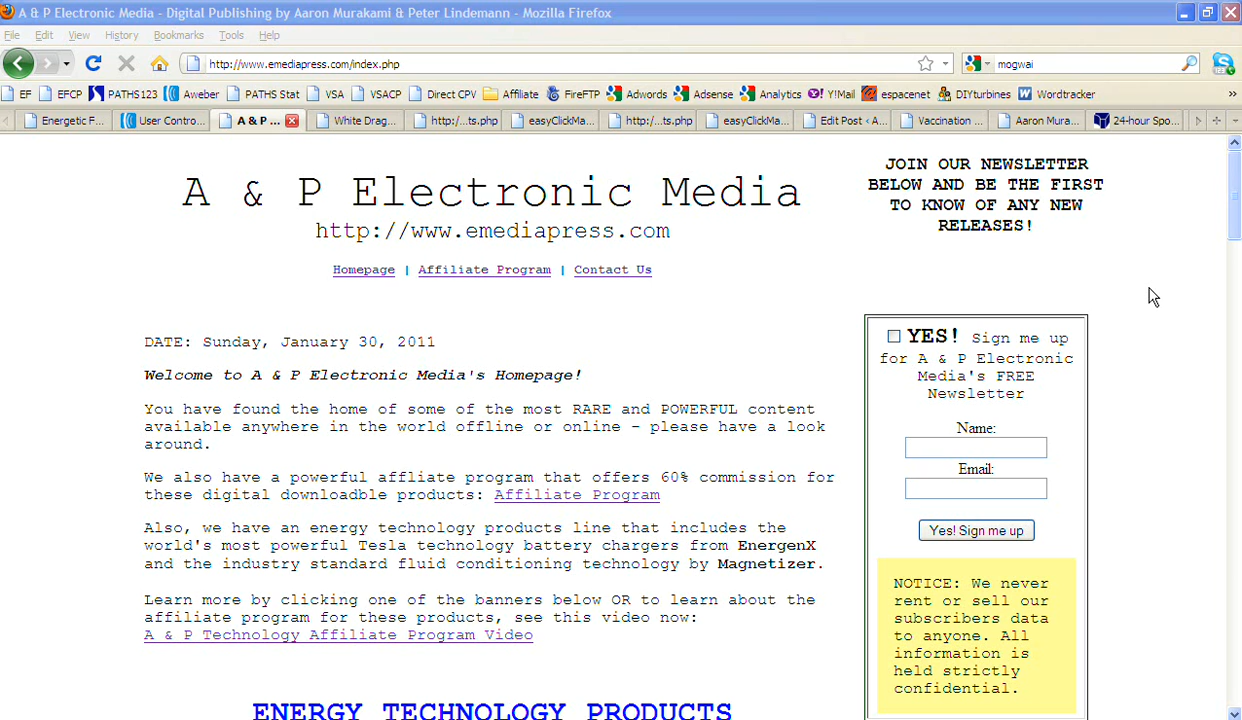 A & P Electronic Media - Digital Publishing by Aaron Murakami & Peter Lindemann - Mozilla Firefox
File Edit View History Bookmarks Tools Help
http://www.emediapress.com/index.php
mogwai
EF EFCP PATHS123 Aweber PATHS Stat VSA VSACP Direct CPV Affiliate FireFTP Adwords Adsense Analytics Y!Mail espacenet DIYturbines Wordtracker
Energetic F... User Contro... A & P ... White Drag... http:/...ts.php easyClickMa... http:/...ts.php easyClickMa... Edit Post ‹ A... Vaccination ... Aaron Mura... 24-hour Spo...
A & P Electronic Media
http://www.emediapress.com
Homepage | Affiliate Program | Contact Us
JOIN OUR NEWSLETTER
BELOW AND BE THE FIRST
TO KNOW OF ANY NEW
RELEASES!
DATE: Sunday, January 30, 2011
Welcome to A & P Electronic Media's Homepage!
You have found the home of some of the most RARE and POWERFUL content
available anywhere in the world offline or online - please have a look
around.
We also have a powerful affliate program that offers 60% commission for
these digital downloadble products: Affiliate Program
Also, we have an energy technology products line that includes the
world's most powerful Tesla technology battery chargers from EnergenX
and the industry standard fluid conditioning technology by Magnetizer.
Learn more by clicking one of the banners below OR to learn about the
affiliate program for these products, see this video now:
A & P Technology Affiliate Program Video
ENERGY TECHNOLOGY PRODUCTS
YES! Sign me up
for A & P Electronic
Media's FREE
Newsletter
Name:
Email:
Yes! Sign me up
NOTICE: We never
rent or sell our
subscribers data
to anyone. All
information is
held strictly
confidential.